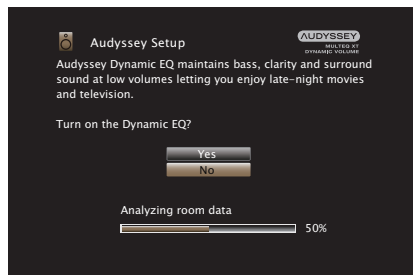 Audyssey Setup
AUDYSSEY
MULTEQ XT
DYNAMIC VOLUME
Audyssey Dynamic EQ maintains bass, clarity and surround
sound at low volumes letting you enjoy late-night movies
and television.
Turn on the Dynamic EQ?
Yes
No
Analyzing room data
50%